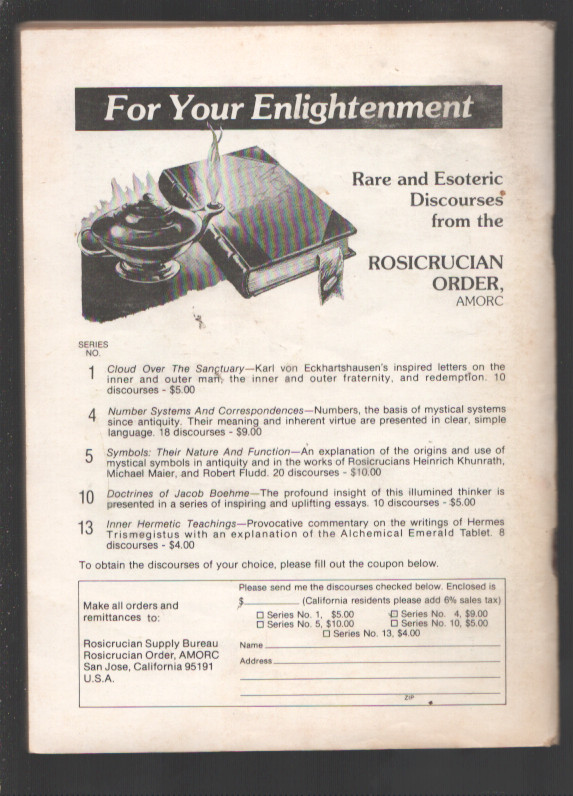 For Your Enlightenment
Rare and Esoteric
Discourses
from the
ROSICRUCIAN
ORDER,
AMORC
SERIES
NO.
1 Cloud Over The Sanctuary—Karl von Eckhartshausen's inspired letters on the
inner and outer man, the inner and outer fraternity, and redemption. 10
discourses - $5.00
4 Number Systems And Correspondences—Numbers, the basis of mystical systems
since antiquity. Their meaning and inherent virtue are presented in clear, simple
language. 18 discourses - $9.00
5 Symbols: Their Nature And Function—An explanation of the origins and use of
mystical symbols in antiquity and in the works of Rosicrucians Heinrich Khunrath,
Michael Maier, and Robert Fludd. 20 discourses - $10.00
10 Doctrines of Jacob Boehme—The profound insight of this illumined thinker is
presented in a series of inspiring and uplifting essays. 10 discourses - $5.00
13 Inner Hermetic Teachings—Provocative commentary on the writings of Hermes
Trismegistus with an explanation of the Alchemical Emerald Tablet. 8
discourses - $4.00
To obtain the discourses of your choice, please fill out the coupon below.
Make all orders and
remittances to:
Rosicrucian Supply Bureau
Rosicrucian Order, AMORC
San Jose, California 95191
U.S.A.
Please send me the discourses checked below. Enclosed is
$__________ (California residents please add 6% sales tax)
☐ Series No. 1, $5.00 ☐ Series No. 4, $9.00
☐ Series No. 5, $10.00 ☐ Series No. 10, $5.00
☐ Series No. 13, $4.00
Name
Address
ZIP